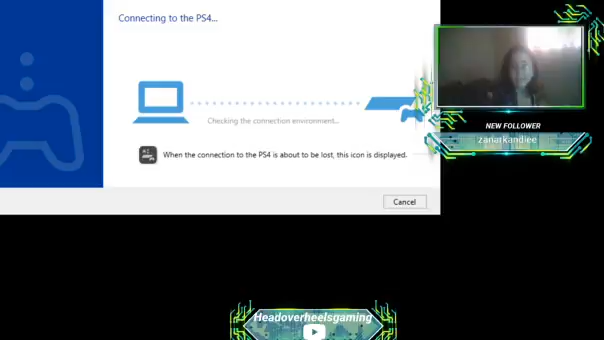 Connecting to the PS4...
Checking the connection environment...
When the connection to the PS4 is about to be lost, this icon is displayed.
Cancel
NEW FOLLOWER
zanarkandiee
Headoverheelsgaming